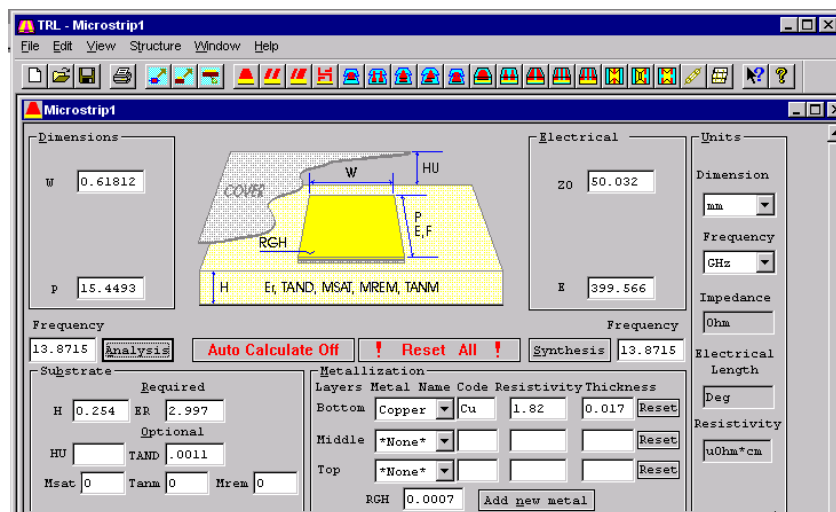 TRL - Microstrip1
File Edit View Structure Window Help
Microstrip1
Dimensions
W 0.61812
P 15.4493
COVER
W
HU
P
E,F
RGH
H Er, TAND, MSAT, MREM, TANM
Electrical
Z0 50.032
E 399.566
Units
Dimension
mm
Frequency
GHz
Impedance
Ohm
Electrical
Length
Deg
Resistivity
uOhm*cm
Frequency
13.8715 Analysis Auto Calculate Off ! Reset All ! Synthesis
Frequency
13.8715
Substrate
Required
H 0.254 ER 2.997
Optional
HU TAND .0011
Msat 0 Tanm 0 Mrem 0
Metallization
Layers Metal Name Code Resistivity Thickness
Bottom Copper Cu 1.82 0.017 Reset
Middle *None* Reset
Top *None* Reset
RGH 0.0007 Add new metal